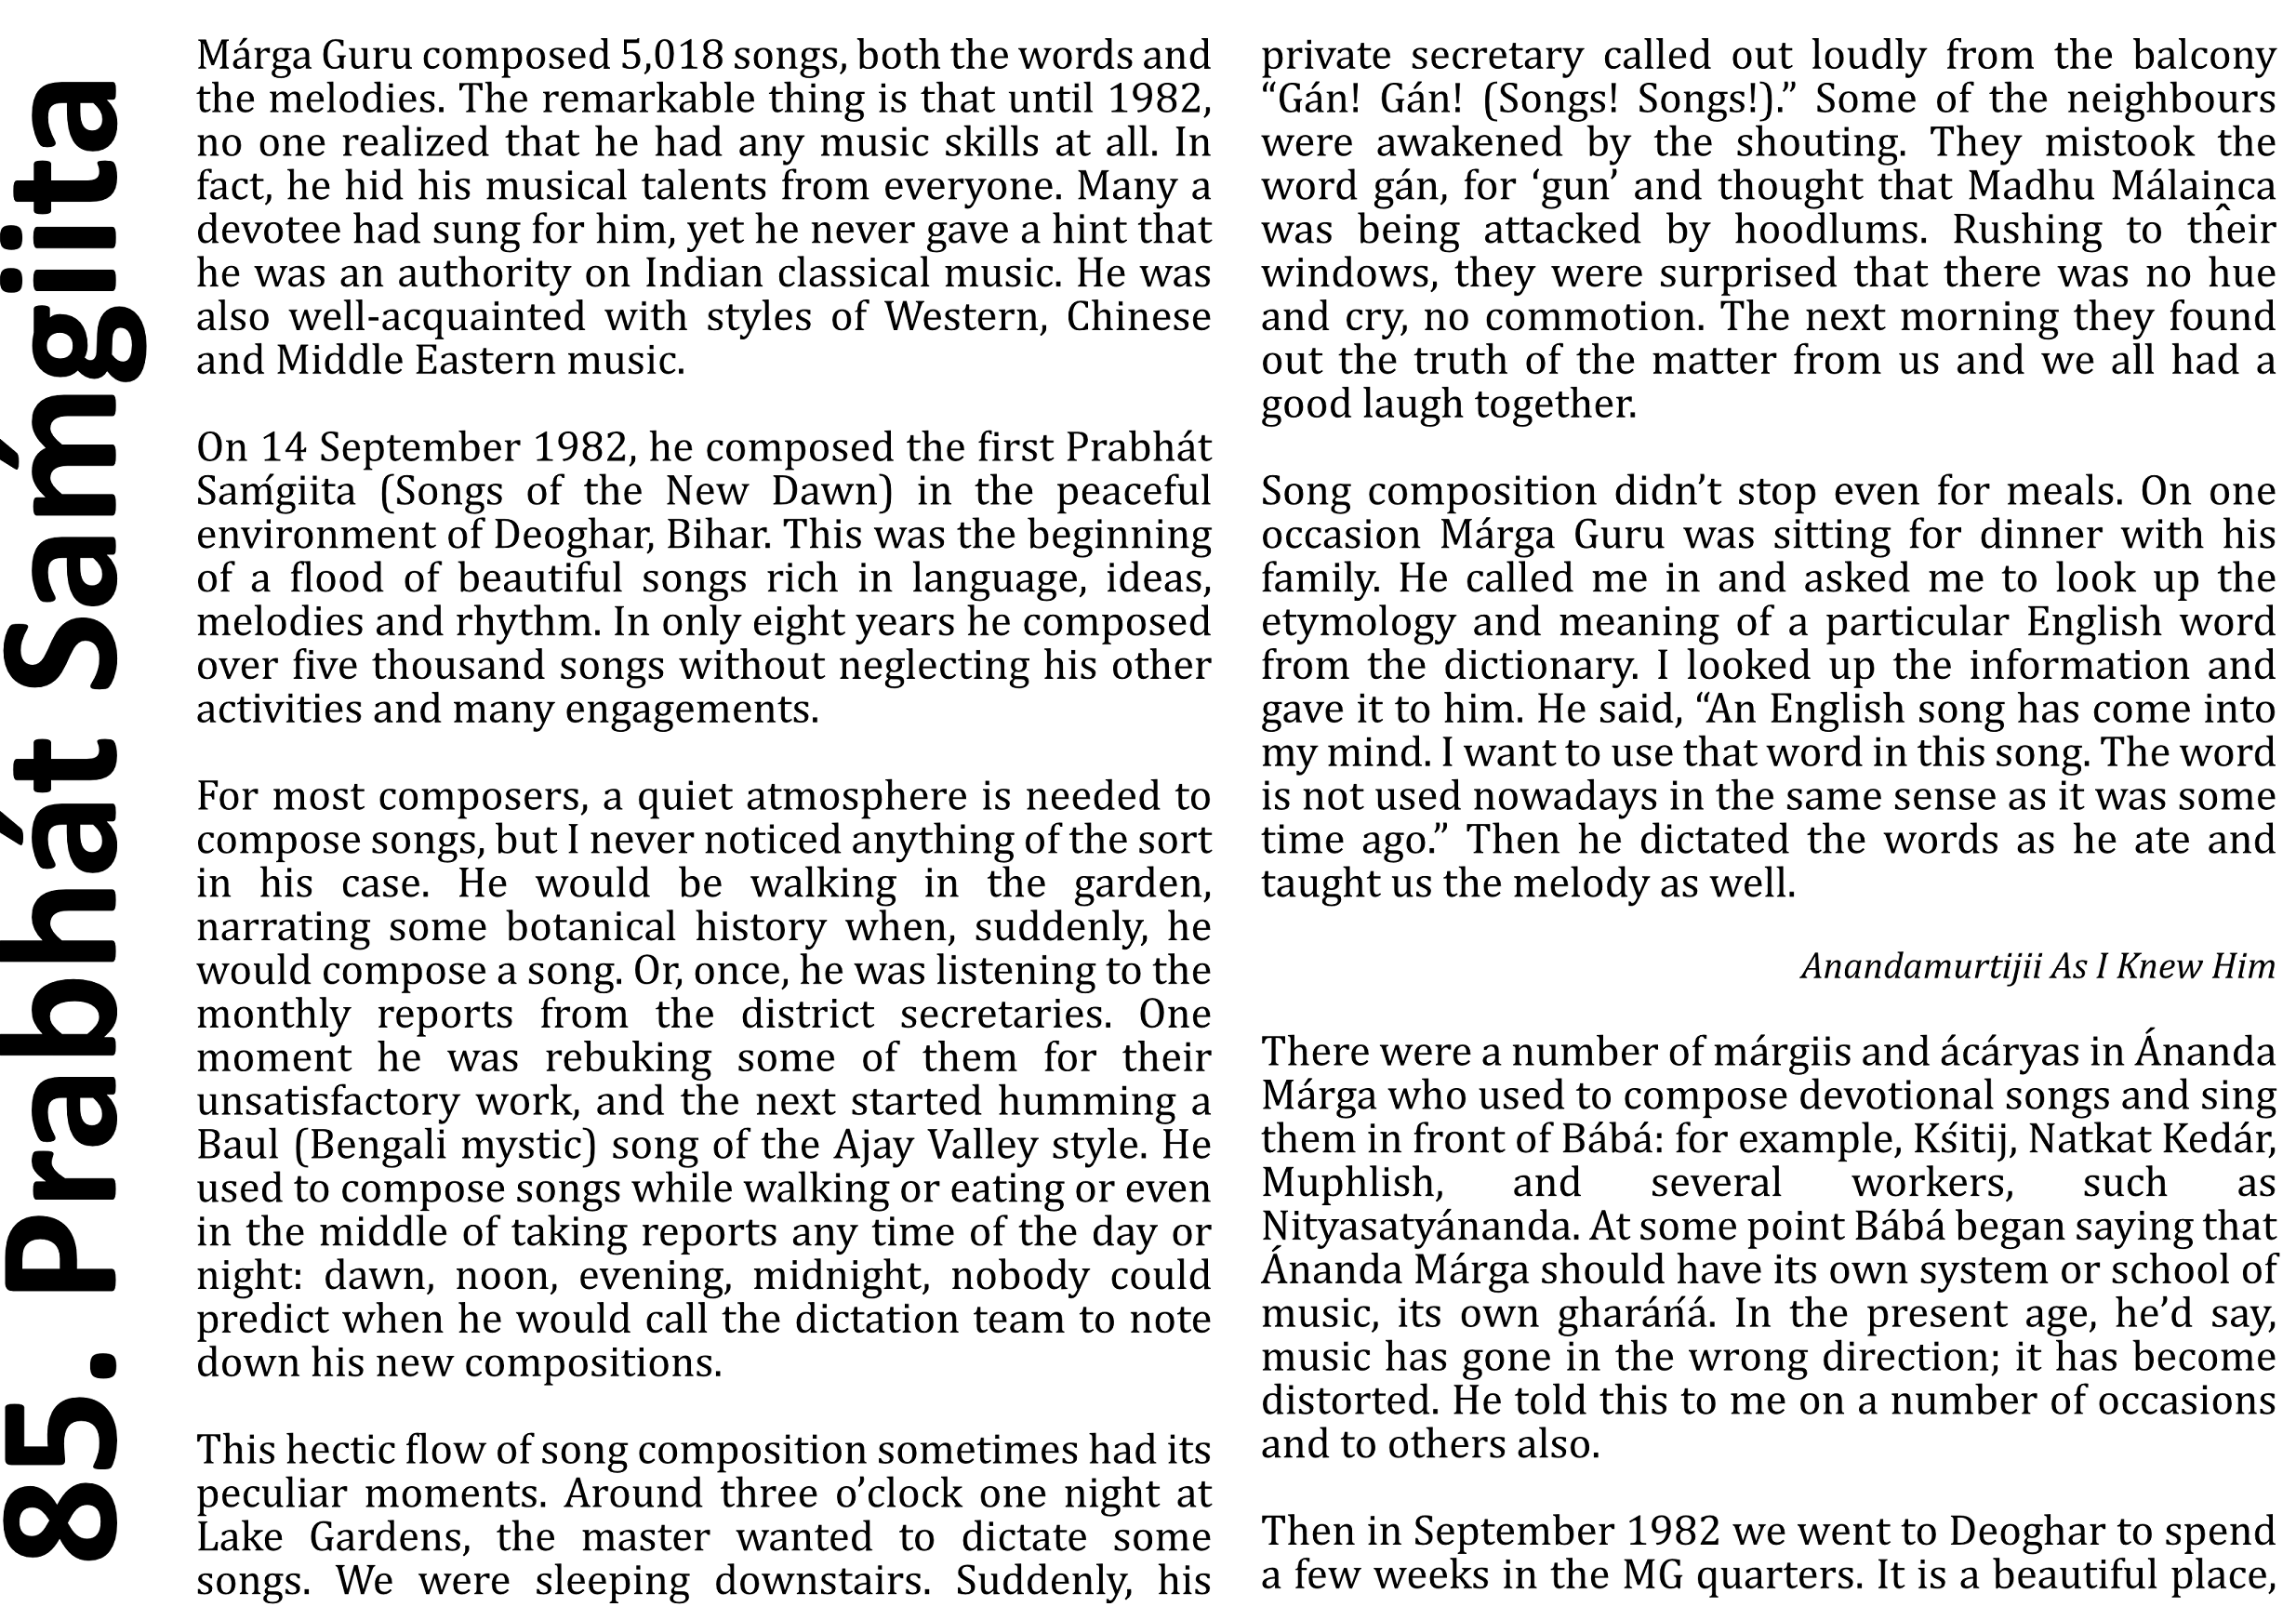 85. Prabhát Saḿgiita
Márga Guru composed 5,018 songs, both the words and
the melodies. The remarkable thing is that until 1982,
no one realized that he had any music skills at all. In
fact, he hid his musical talents from everyone. Many a
devotee had sung for him, yet he never gave a hint that
he was an authority on Indian classical music. He was
also well-acquainted with styles of Western, Chinese
and Middle Eastern music.
On 14 September 1982, he composed the first Prabhát
Saḿgiita (Songs of the New Dawn) in the peaceful
environment of Deoghar, Bihar. This was the beginning
of a flood of beautiful songs rich in language, ideas,
melodies and rhythm. In only eight years he composed
over five thousand songs without neglecting his other
activities and many engagements.
For most composers, a quiet atmosphere is needed to
compose songs, but I never noticed anything of the sort
in his case. He would be walking in the garden,
narrating some botanical history when, suddenly, he
would compose a song. Or, once, he was listening to the
monthly reports from the district secretaries. One
moment he was rebuking some of them for their
unsatisfactory work, and the next started humming a
Baul (Bengali mystic) song of the Ajay Valley style. He
used to compose songs while walking or eating or even
in the middle of taking reports any time of the day or
night: dawn, noon, evening, midnight, nobody could
predict when he would call the dictation team to note
down his new compositions.
This hectic flow of song composition sometimes had its
peculiar moments. Around three o’clock one night at
Lake Gardens, the master wanted to dictate some
songs. We were sleeping downstairs. Suddenly, his
private secretary called out loudly from the balcony
“Gán! Gán! (Songs! Songs!).” Some of the neighbours
were awakened by the shouting. They mistook the
word gán, for ‘gun’ and thought that Madhu Málaiṋca
was being attacked by hoodlums. Rushing to their
windows, they were surprised that there was no hue
and cry, no commotion. The next morning they found
out the truth of the matter from us and we all had a
good laugh together.
Song composition didn’t stop even for meals. On one
occasion Márga Guru was sitting for dinner with his
family. He called me in and asked me to look up the
etymology and meaning of a particular English word
from the dictionary. I looked up the information and
gave it to him. He said, “An English song has come into
my mind. I want to use that word in this song. The word
is not used nowadays in the same sense as it was some
time ago.” Then he dictated the words as he ate and
taught us the melody as well.
Anandamurtijii As I Knew Him
There were a number of márgiis and ácáryas in Ánanda
Márga who used to compose devotional songs and sing
them in front of Bábá: for example, Kśitij, Natkat Kedár,
Muphlish, and several workers, such as
Nityasatyánanda. At some point Bábá began saying that
Ánanda Márga should have its own system or school of
music, its own gharáńá. In the present age, he’d say,
music has gone in the wrong direction; it has become
distorted. He told this to me on a number of occasions
and to others also.
Then in September 1982 we went to Deoghar to spend
a few weeks in the MG quarters. It is a beautiful place,